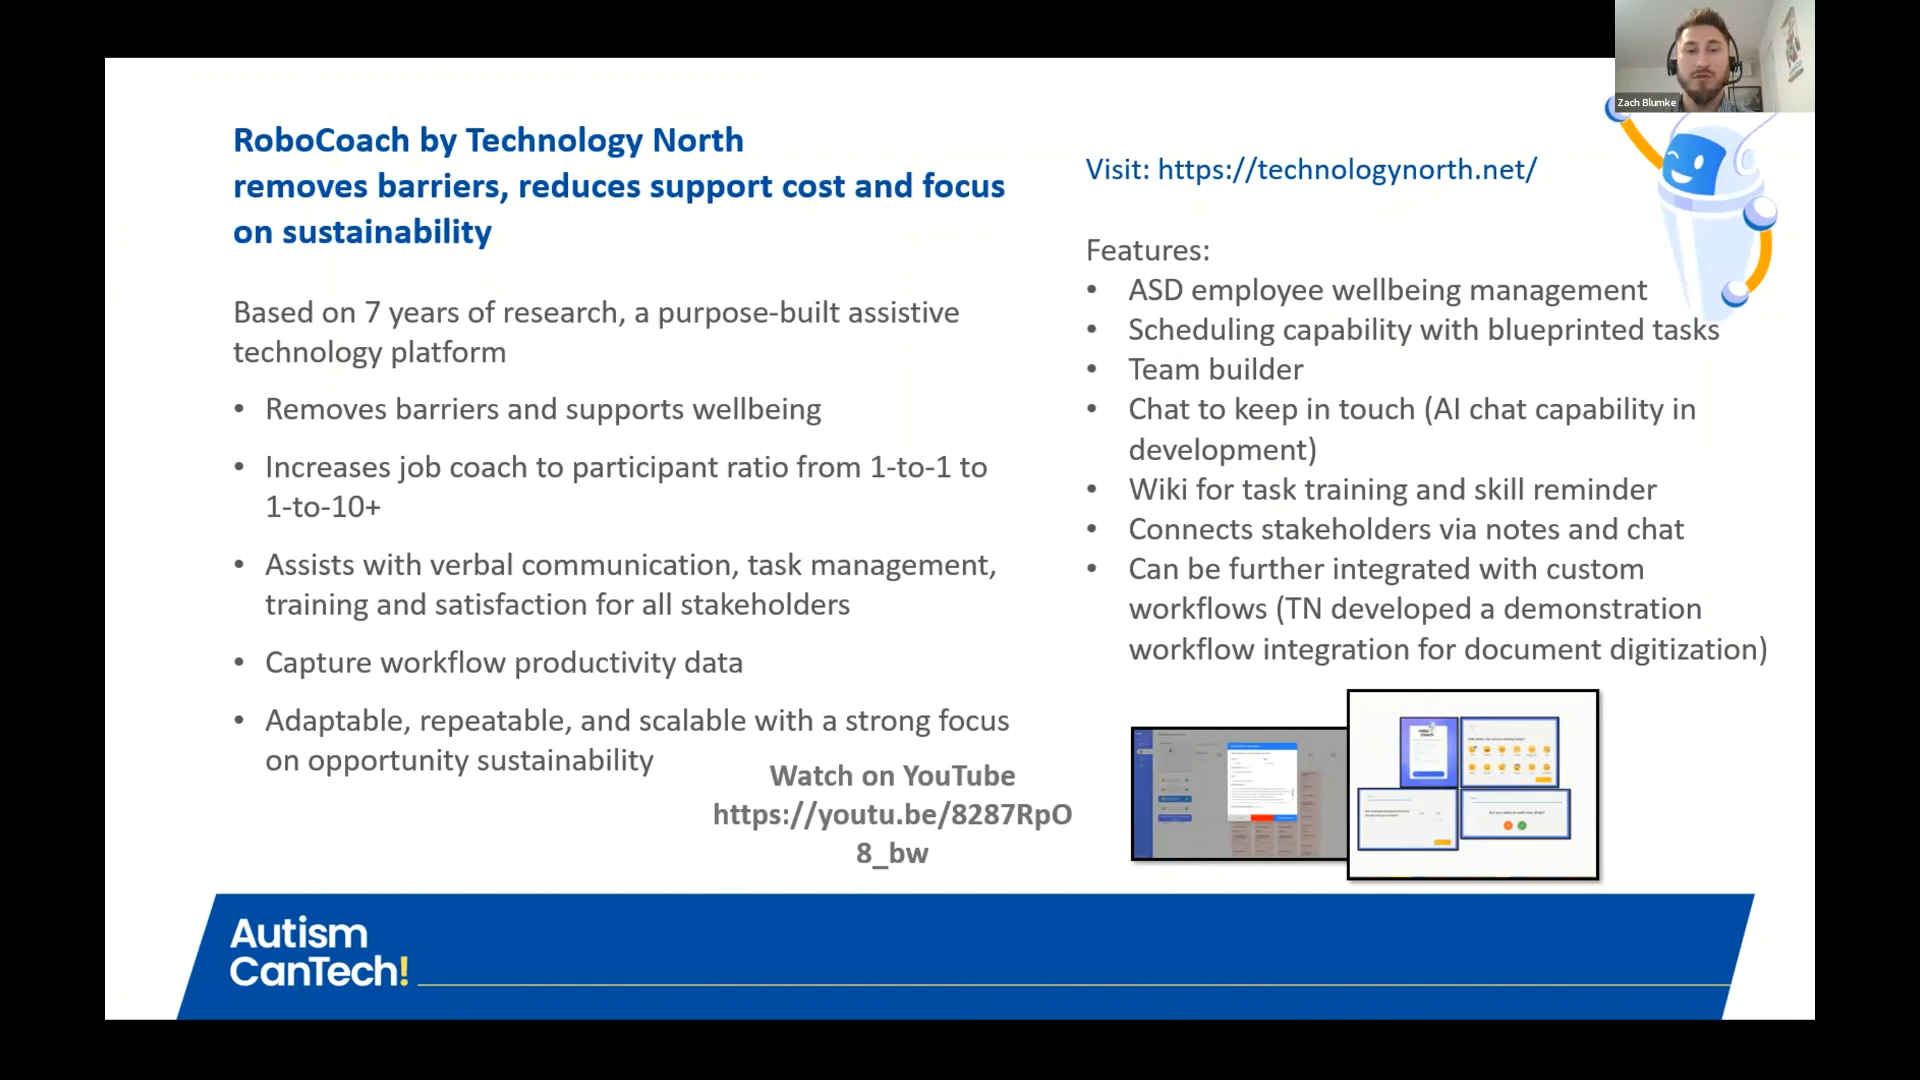 Zach Blumke
RoboCoach by Technology North
removes barriers, reduces support cost and focus
on sustainability
Based on 7 years of research, a purpose-built assistive
technology platform
• Removes barriers and supports wellbeing
• Increases job coach to participant ratio from 1-to-1 to
1-to-10+
• Assists with verbal communication, task management,
training and satisfaction for all stakeholders
• Capture workflow productivity data
• Adaptable, repeatable, and scalable with a strong focus
on opportunity sustainability
Watch on YouTube
https://youtu.be/8287RpO
8_bw
Visit: https://technologynorth.net/
Features:
• ASD employee wellbeing management
• Scheduling capability with blueprinted tasks
• Team builder
• Chat to keep in touch (AI chat capability in
development)
• Wiki for task training and skill reminder
• Connects stakeholders via notes and chat
• Can be further integrated with custom
workflows (TN developed a demonstration
workflow integration for document digitization)
Autism
CanTech!